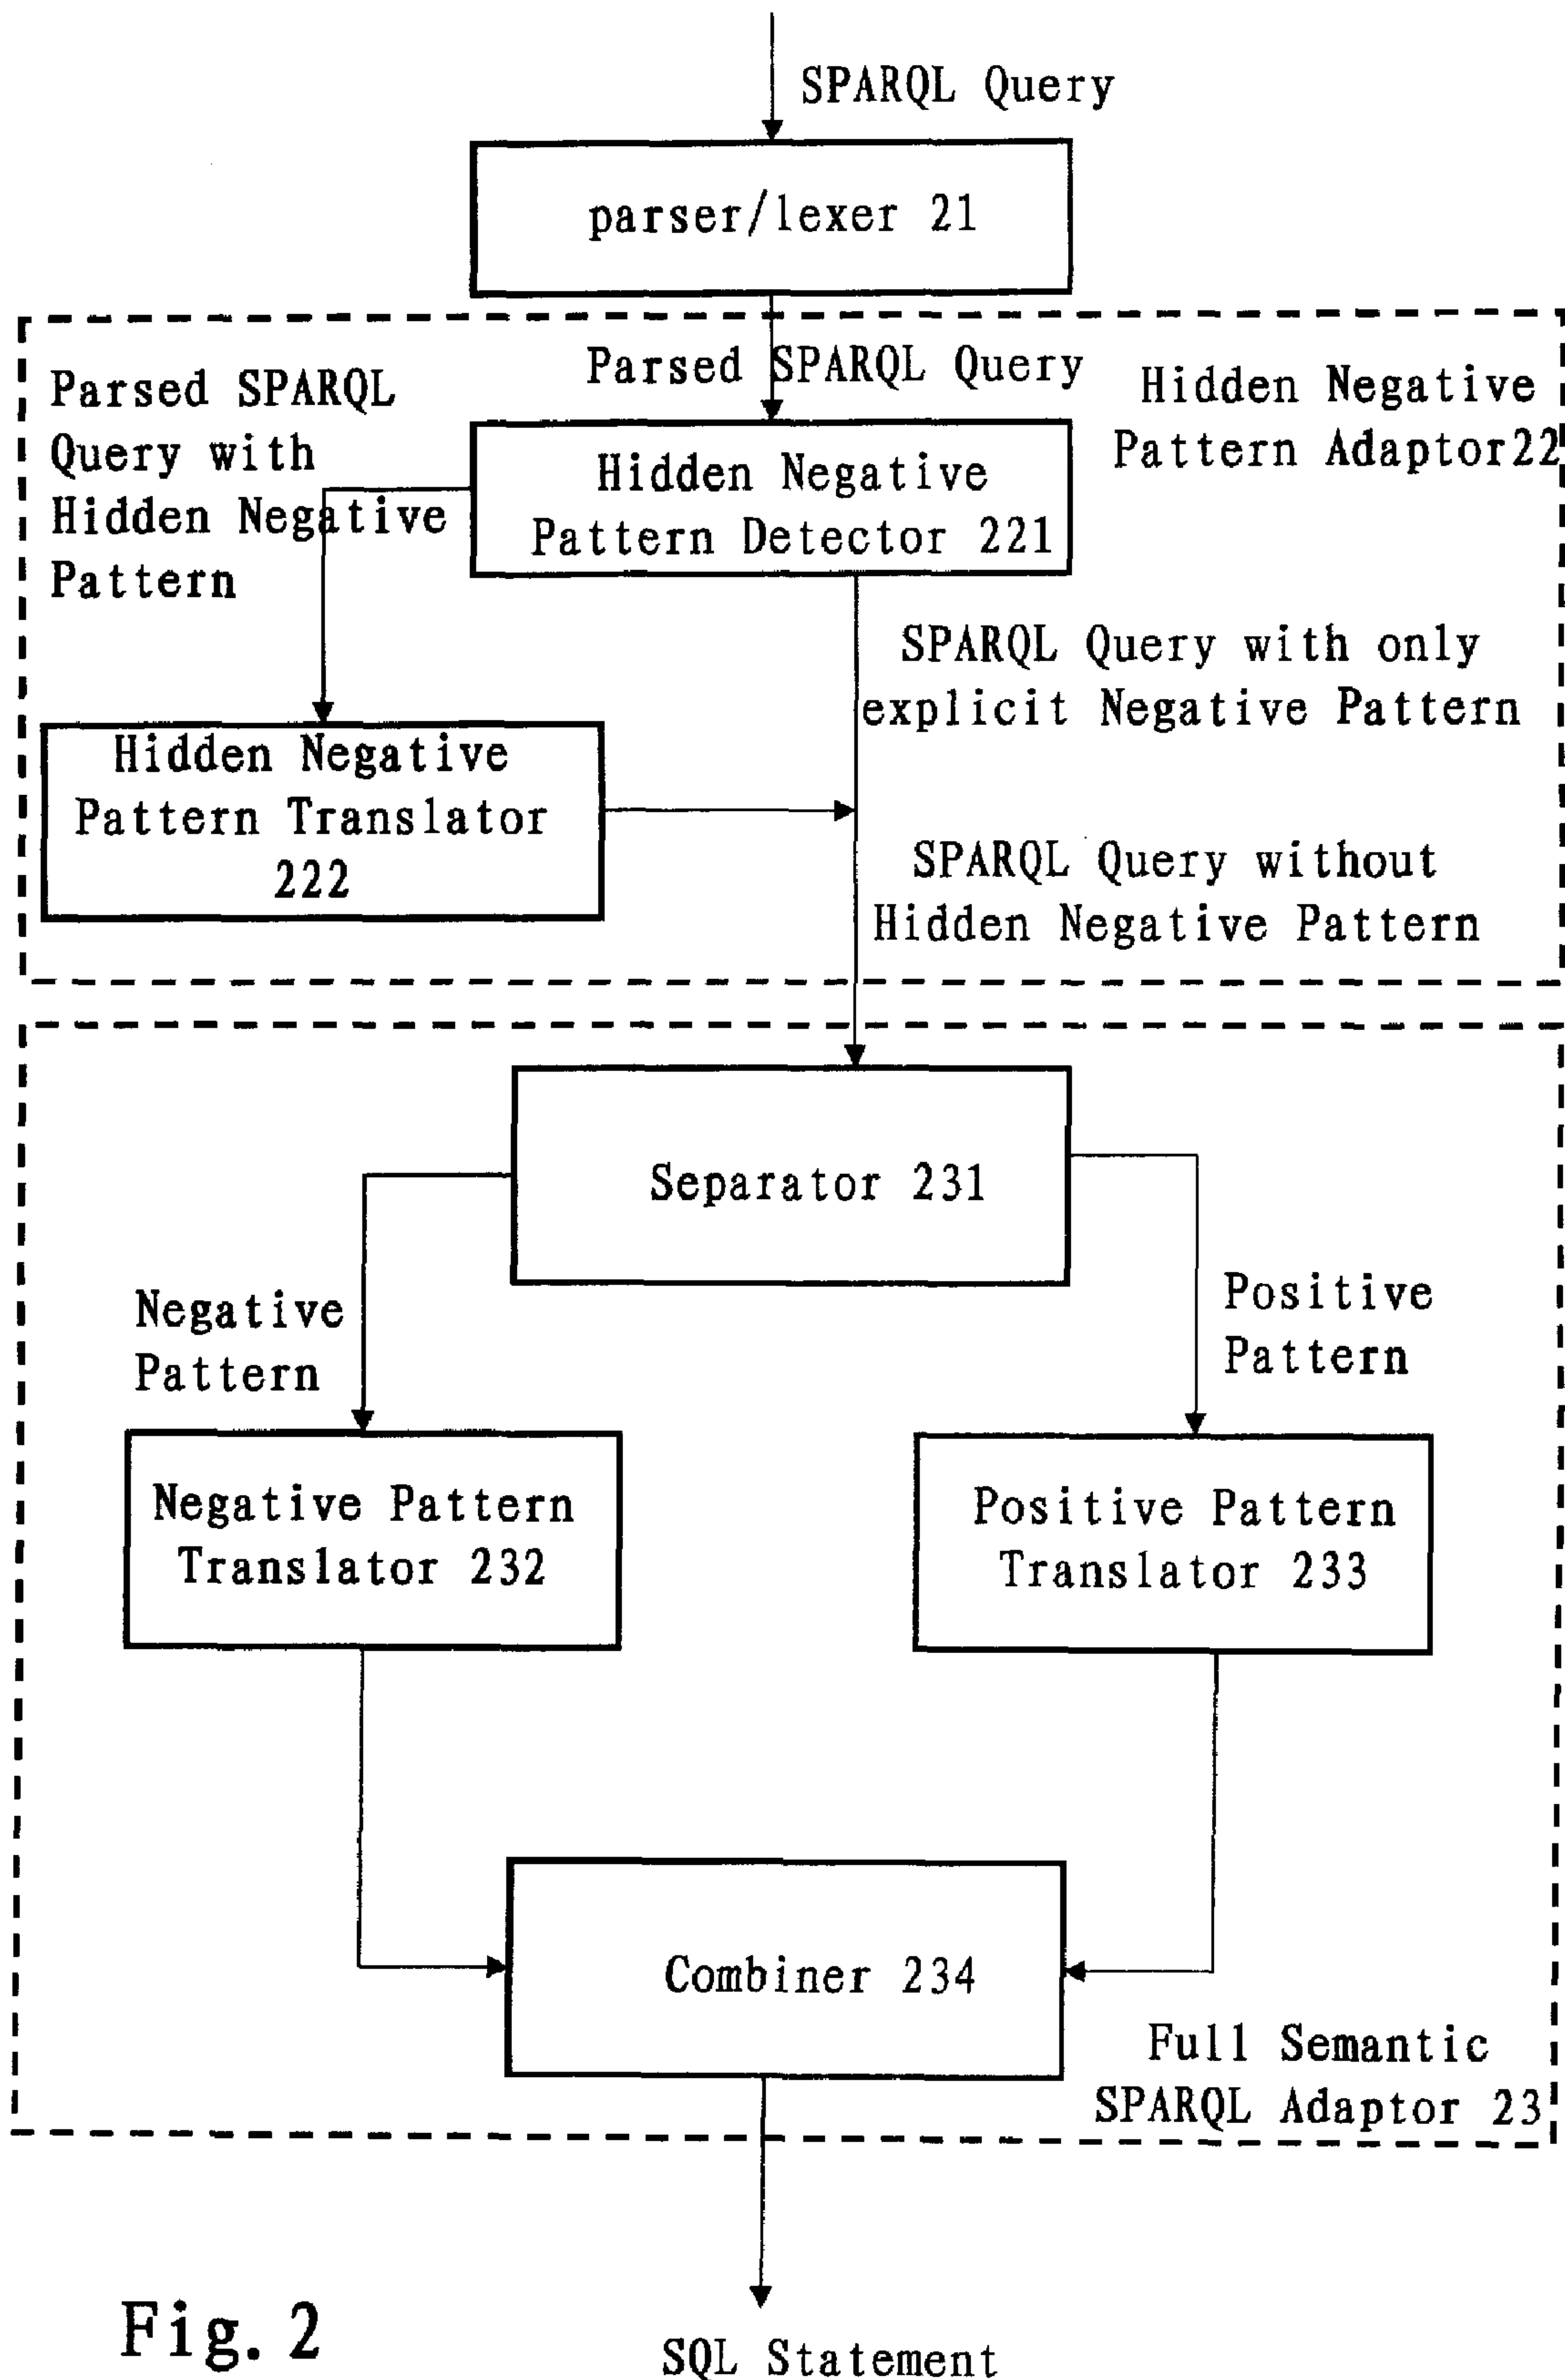 SPARQL Query
parser/lexer 21
Parsed SPARQL Query
Hidden Negative
Pattern Adaptor22
Parsed SPARQL
Query with
Hidden Negative
Pattern
Hidden Negative
Pattern Detector 221
SPARQL Query with only
explicit Negative Pattern
Hidden Negative
Pattern Translator
222
SPARQL Query without
Hidden Negative Pattern
Separator 231
Negative
Pattern
Positive
Pattern
Negative Pattern
Translator 232
Positive Pattern
Translator 233
Combiner 234
Full Semantic
SPARQL Adaptor 23
Fig. 2
SQL Statement